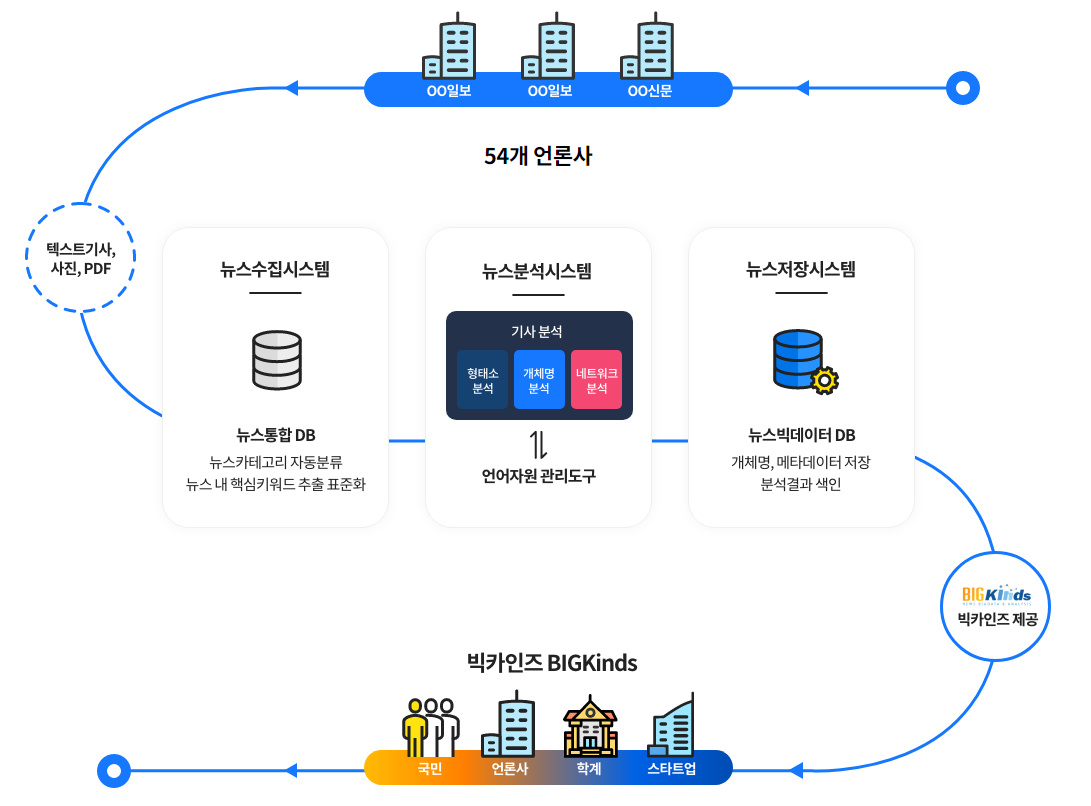 OO일보
OO일보
OO신문
54개 언론사
텍스트기사,
사진, PDF
뉴스수집시스템
뉴스통합 DB
뉴스카테고리 자동분류
뉴스 내 핵심키워드 추출 표준화
뉴스분석시스템
기사 분석
형태소
분석
개체명
분석
네트워크
분석
언어자원 관리도구
뉴스저장시스템
뉴스빅데이터 DB
개체명, 메타데이터 저장
분석결과 색인
BIGKinds
NEWS BIGDATA & ANALYSIS
빅카인즈 제공
빅카인즈 BIGKinds
국민
언론사
학계
스타트업